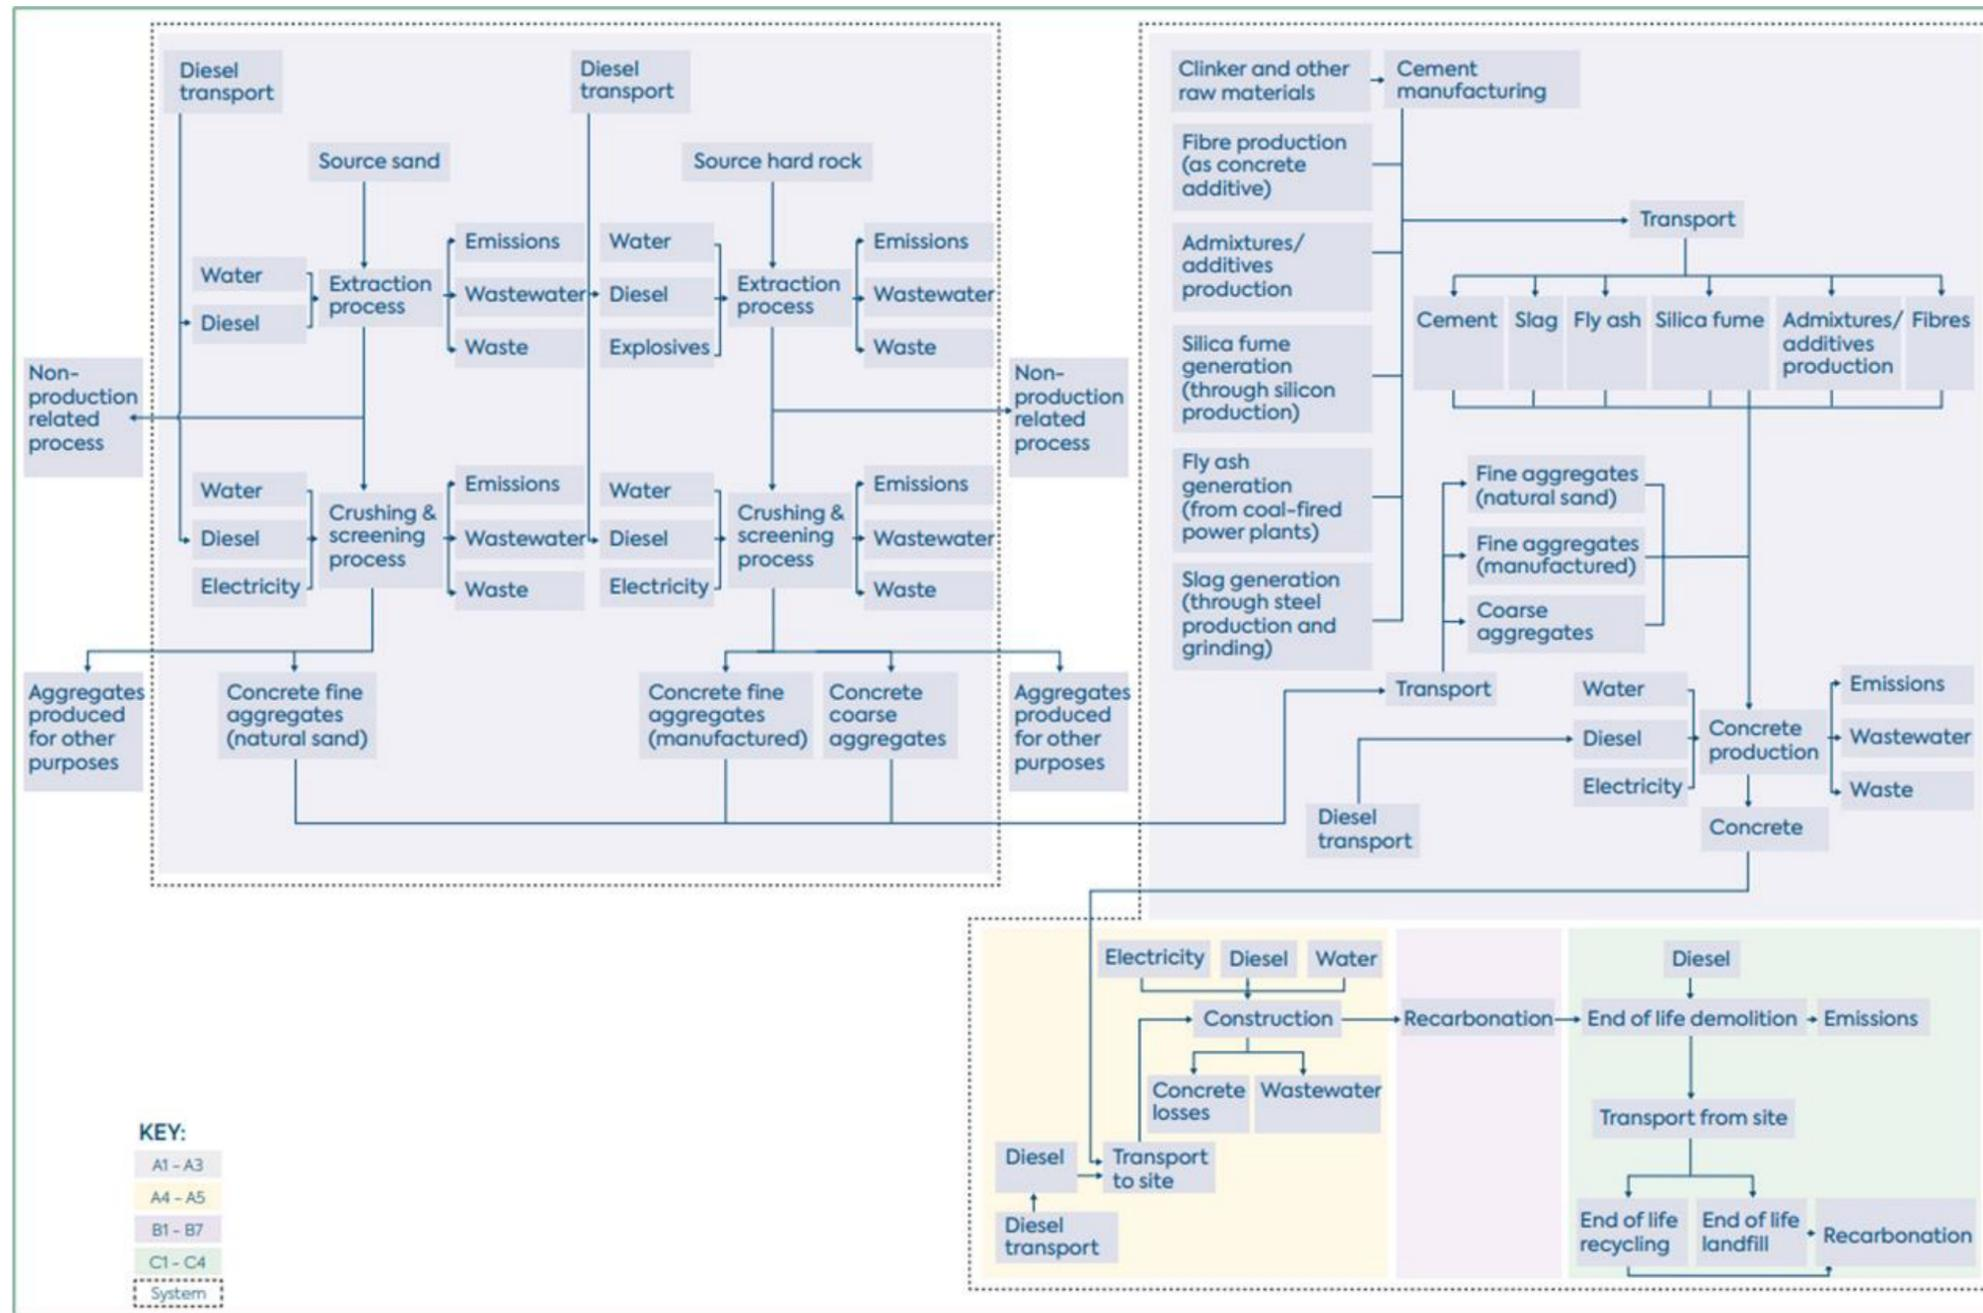 Diesel
transport
Diesel
transport
Source sand
Source hard rock
Water
Diesel
Extraction
process
Emissions
Wastewater
Waste
Water
Diesel
Explosives
Extraction
process
Emissions
Wastewater
Waste
Non-
production
related
process
Non-
production
related
process
Water
Diesel
Electricity
Crushing &
screening
process
Emissions
Wastewater
Waste
Water
Diesel
Electricity
Crushing &
screening
process
Emissions
Wastewater
Waste
Aggregates
produced
for other
purposes
Concrete fine
aggregates
(natural sand)
Concrete fine
aggregates
(manufactured)
Concrete
coarse
aggregates
Aggregates
produced
for other
purposes
Clinker and other
raw materials
Cement
manufacturing
Fibre production
(as concrete
additive)
Admixtures/
additives
production
Silica fume
generation
(through silicon
production)
Fly ash
generation
(from coal-fired
power plants)
Slag generation
(through steel
production and
grinding)
Transport
Cement
Slag
Fly ash
Silica fume
Admixtures/
additives
production
Fibres
Fine aggregates
(natural sand)
Fine aggregates
(manufactured)
Coarse
aggregates
Transport
Water
Diesel
Electricity
Concrete
production
Emissions
Wastewater
Waste
Diesel
transport
Concrete
Electricity
Diesel
Water
Construction
Concrete
losses
Wastewater
Diesel
Transport
to site
Diesel
transport
Recarbonation
Diesel
End of life demolition
Emissions
Transport from site
End of life
recycling
End of life
landfill
Recarbonation
KEY:
A1 - A3
A4 - A5
B1 - B7
C1 - C4
System